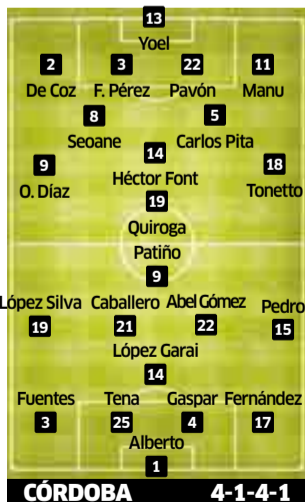 13
Yoel
2 3 22 11
De Coz F. Pérez Pavón Manu
8 5
Seoane Carlos Pita
9 14 18
O. Díaz Héctor Font Tonetto
19
Quiroga
Patiño
9
López Silva Caballero Abel Gómez Pedro
19 21 22 15
López Garai
14
Fuentes Tena Gaspar Fernández
3 25 4 17
Alberto
1
CÓRDOBA 4-1-4-1